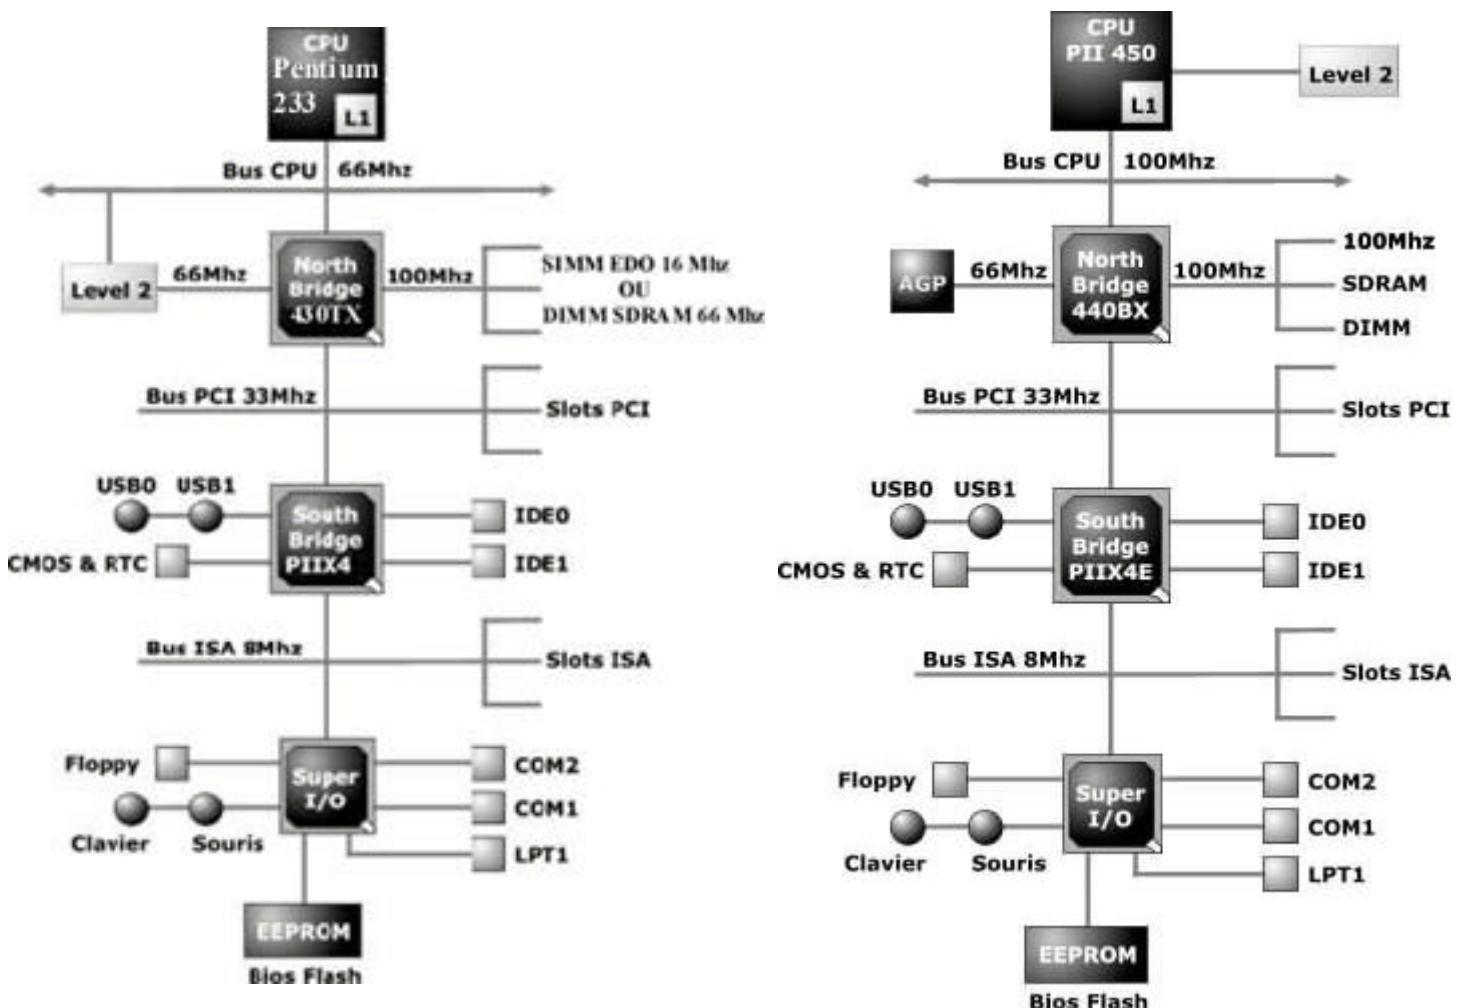 CPU
Pentium
233
L1
Bus CPU 66Mhz
Level 2
66Mhz
North
Bridge
430TX
100Mhz
SIMM EDO 16 Mhz
OU
DIMM SDRAM 66 Mhz
Bus PCI 33Mhz
Slots PCI
USB0 USB1
CMOS & RTC
South
Bridge
PIIX4
IDE0
IDE1
Bus ISA 8Mhz
Slots ISA
Floppy
Clavier Souris
Super
I/O
COM2
COM1
LPT1
EEPROM
Bios Flash
CPU
PII 450
L1
Level 2
Bus CPU 100Mhz
AGP
66Mhz
North
Bridge
440BX
100Mhz
100Mhz
SDRAM
DIMM
Bus PCI 33Mhz
Slots PCI
USB0 USB1
CMOS & RTC
South
Bridge
PIIX4E
IDE0
IDE1
Bus ISA 8Mhz
Slots ISA
Floppy
Clavier Souris
Super
I/O
COM2
COM1
LPT1
EEPROM
Bios Flash